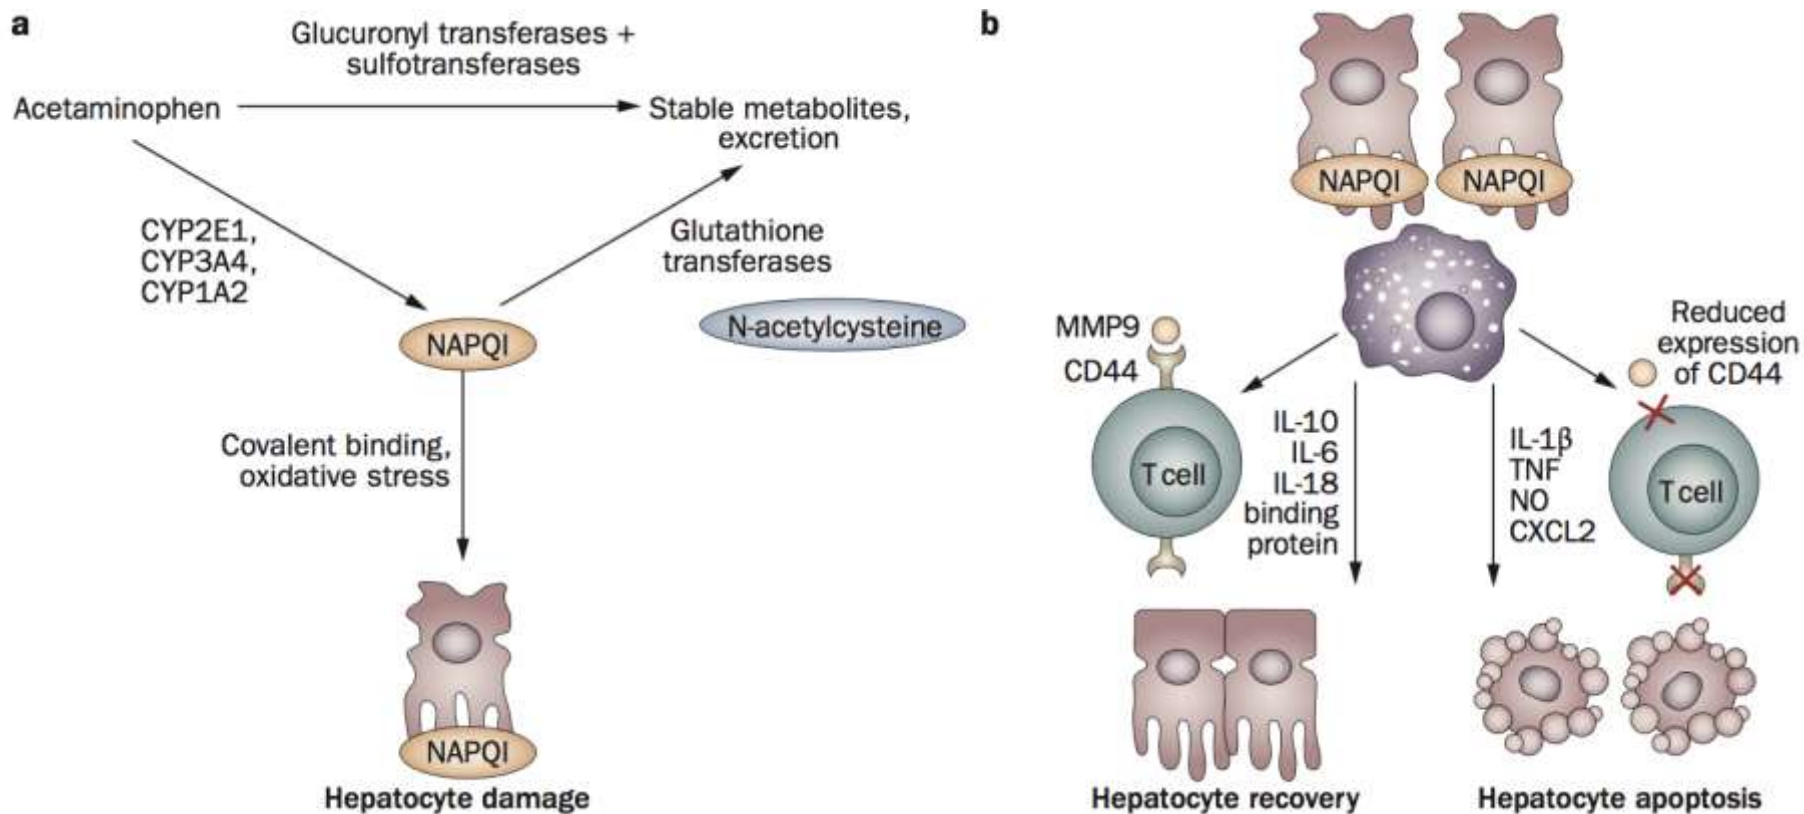 a
Glucuronyl transferases +
sulfotransferases
Acetaminophen
Stable metabolites,
excretion
CYP2E1,
CYP3A4,
CYP1A2
Glutathione
transferases
N-acetylcysteine
NAPQI
Covalent binding,
oxidative stress
NAPQI
Hepatocyte damage
b
NAPQI
NAPQI
MMP9
CD44
Reduced
expression
of CD44
T cell
IL-10
IL-6
IL-18
binding
protein
IL-1β
TNF
NO
CXCL2
T cell
Hepatocyte recovery
Hepatocyte apoptosis